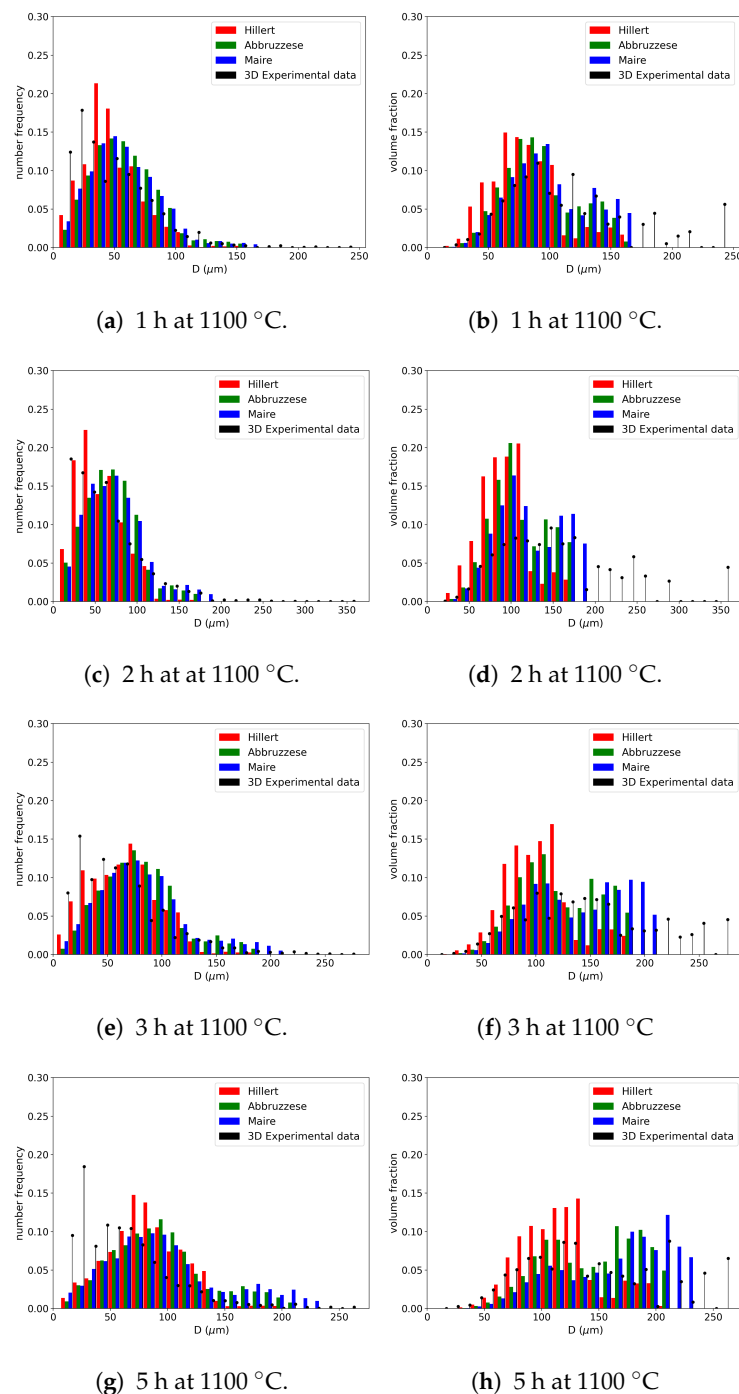 0.30
0.25
0.20
0.15
0.10
0.05
0.00
number frequency
0 50 100 150 200 250
D (μm)
Hillert
Abbruzzese
Maire
3D Experimental data
(a) 1 h at 1100 °C.
0.30
0.25
0.20
0.15
0.10
0.05
0.00
volume fraction
0 50 100 150 200 250
D (μm)
Hillert
Abbruzzese
Maire
3D Experimental data
(b) 1 h at 1100 °C.
0.30
0.25
0.20
0.15
0.10
0.05
0.00
number frequency
0 50 100 150 200 250 300 350
D (μm)
Hillert
Abbruzzese
Maire
3D Experimental data
(c) 2 h at at 1100 °C.
0.30
0.25
0.20
0.15
0.10
0.05
0.00
volume fraction
0 50 100 150 200 250 300 350
D (μm)
Hillert
Abbruzzese
Maire
3D Experimental data
(d) 2 h at 1100 °C.
0.30
0.25
0.20
0.15
0.10
0.05
0.00
number frequency
0 50 100 150 200 250
D (μm)
Hillert
Abbruzzese
Maire
3D Experimental data
(e) 3 h at 1100 °C.
0.30
0.25
0.20
0.15
0.10
0.05
0.00
volume fraction
0 50 100 150 200 250
D (μm)
Hillert
Abbruzzese
Maire
3D Experimental data
(f) 3 h at 1100 °C
0.30
0.25
0.20
0.15
0.10
0.05
0.00
number frequency
0 50 100 150 200 250
D (μm)
Hillert
Abbruzzese
Maire
3D Experimental data
(g) 5 h at 1100 °C.
0.30
0.25
0.20
0.15
0.10
0.05
0.00
volume fraction
0 50 100 150 200 250
D (μm)
Hillert
Abbruzzese
Maire
3D Experimental data
(h) 5 h at 1100 °C